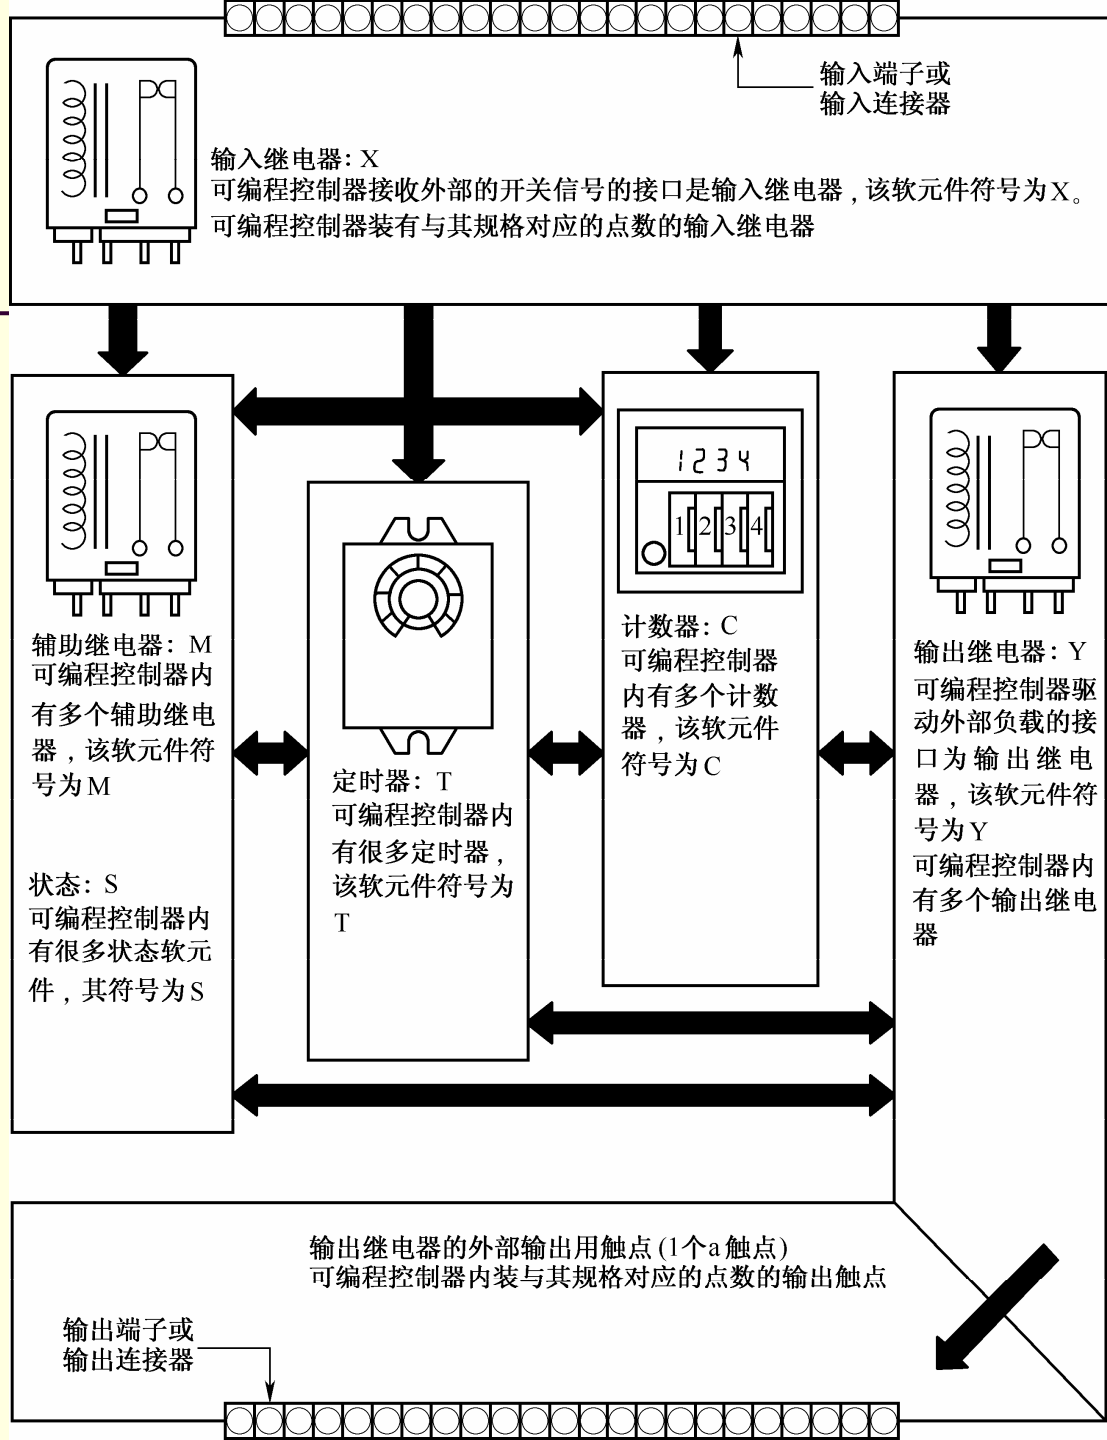 输入端子或
输入连接器
输入继电器：X
可编程控制器接收外部的开关信号的接口是输入继电器，该软元件符号为X。
可编程控制器装有与其规格对应的点数的输入继电器
辅助继电器：M
可编程控制器内
有多个辅助继电
器，该软元件符
号为M
状态：S
可编程控制器内
有很多状态软元
件，其符号为S
定时器：T
可编程控制器内
有很多定时器，
该软元件符号为
T
1234
1 2 3 4
计数器：C
可编程控制器
内有多个计数
器，该软元件
符号为C
输出继电器：Y
可编程控制器驱
动外部负载的接
口为输出继电
器，该软元件符
号为Y
可编程控制器内
有多个输出继电
器
输出继电器的外部输出用触点(1个a触点)
可编程控制器内装与其规格对应的点数的输出触点
输出端子或
输出连接器